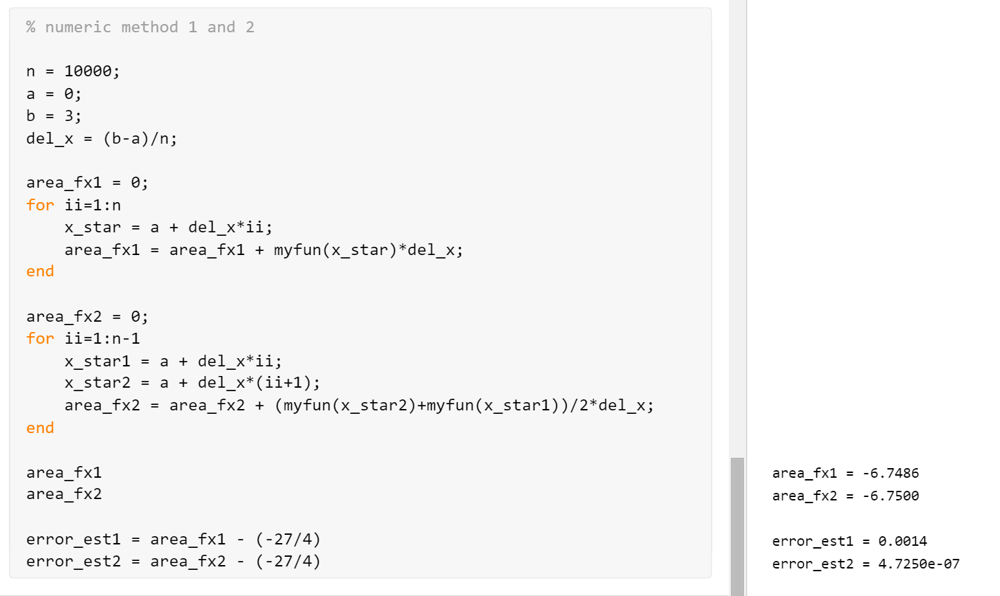 % numeric method 1 and 2
n = 10000;
a = 0;
b = 3;
del_x = (b-a)/n;
area_fx1 = 0;
for ii=1:n
    x_star = a + del_x*ii;
    area_fx1 = area_fx1 + myfun(x_star)*del_x;
end
area_fx2 = 0;
for ii=1:n-1
    x_star1 = a + del_x*ii;
    x_star2 = a + del_x*(ii+1);
    area_fx2 = area_fx2 + (myfun(x_star2)+myfun(x_star1))/2*del_x;
end
area_fx1
area_fx2
error_est1 = area_fx1 - (-27/4)
error_est2 = area_fx2 - (-27/4)
area_fx1 = -6.7486
area_fx2 = -6.7500
error_est1 = 0.0014
error_est2 = 4.7250e-07